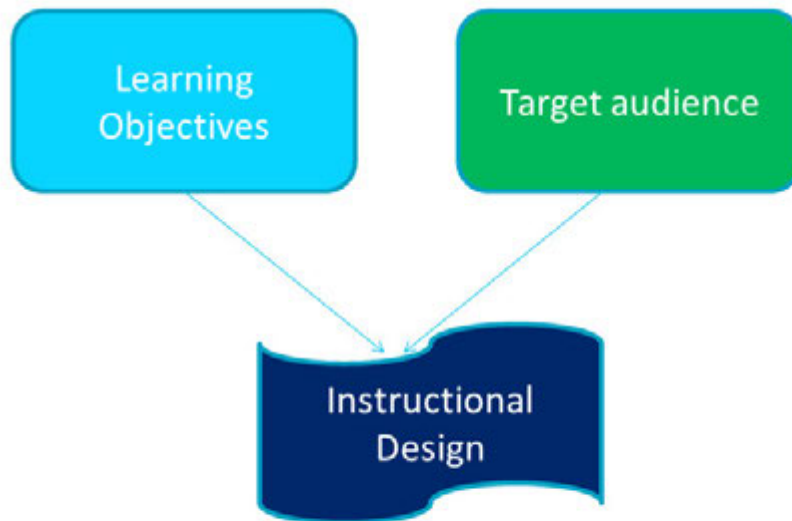 Learning
Objectives
Target audience
Instructional
Design